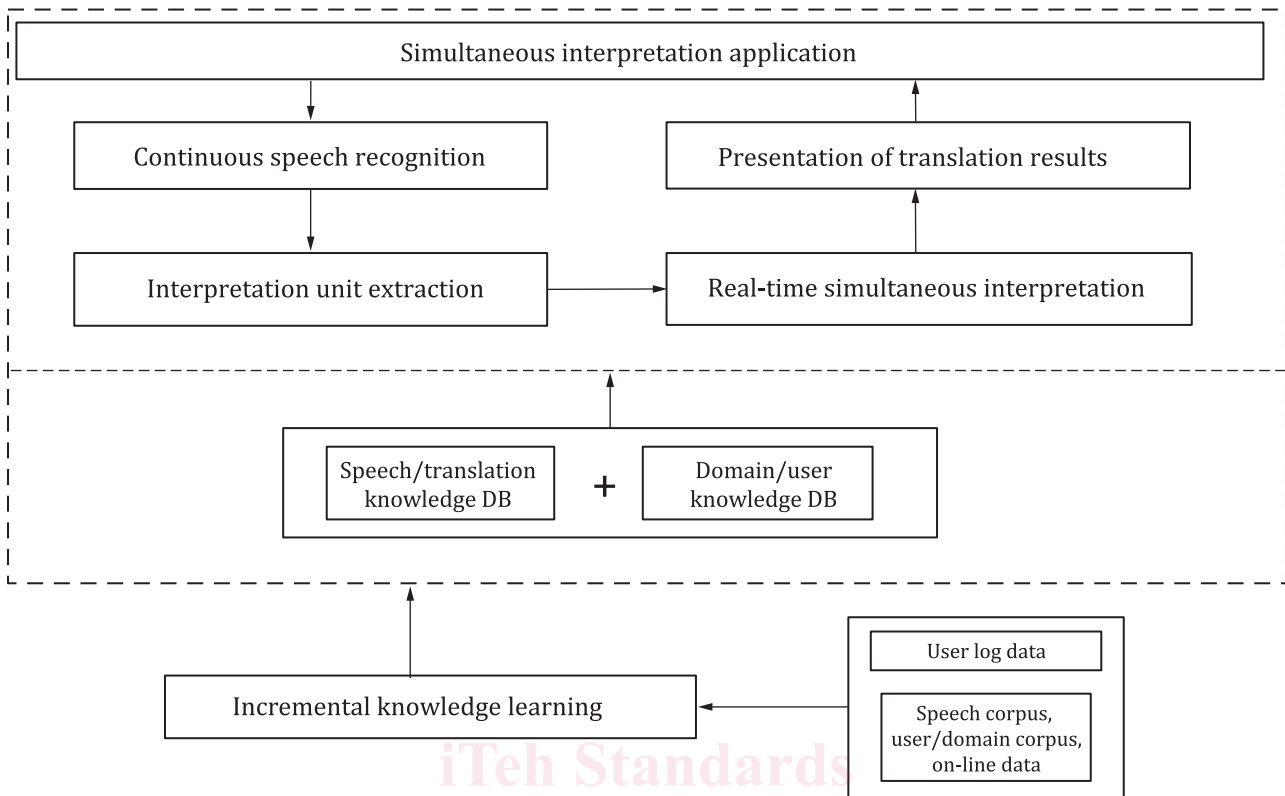 Simultaneous interpretation application
Continuous speech recognition
Presentation of translation results
Interpretation unit extraction
Real-time simultaneous interpretation
Speech/translation
knowledge DB
+
Domain/user
knowledge DB
User log data
Incremental knowledge learning
Speech corpus,
user/domain corpus,
on-line data
iTeh Standards